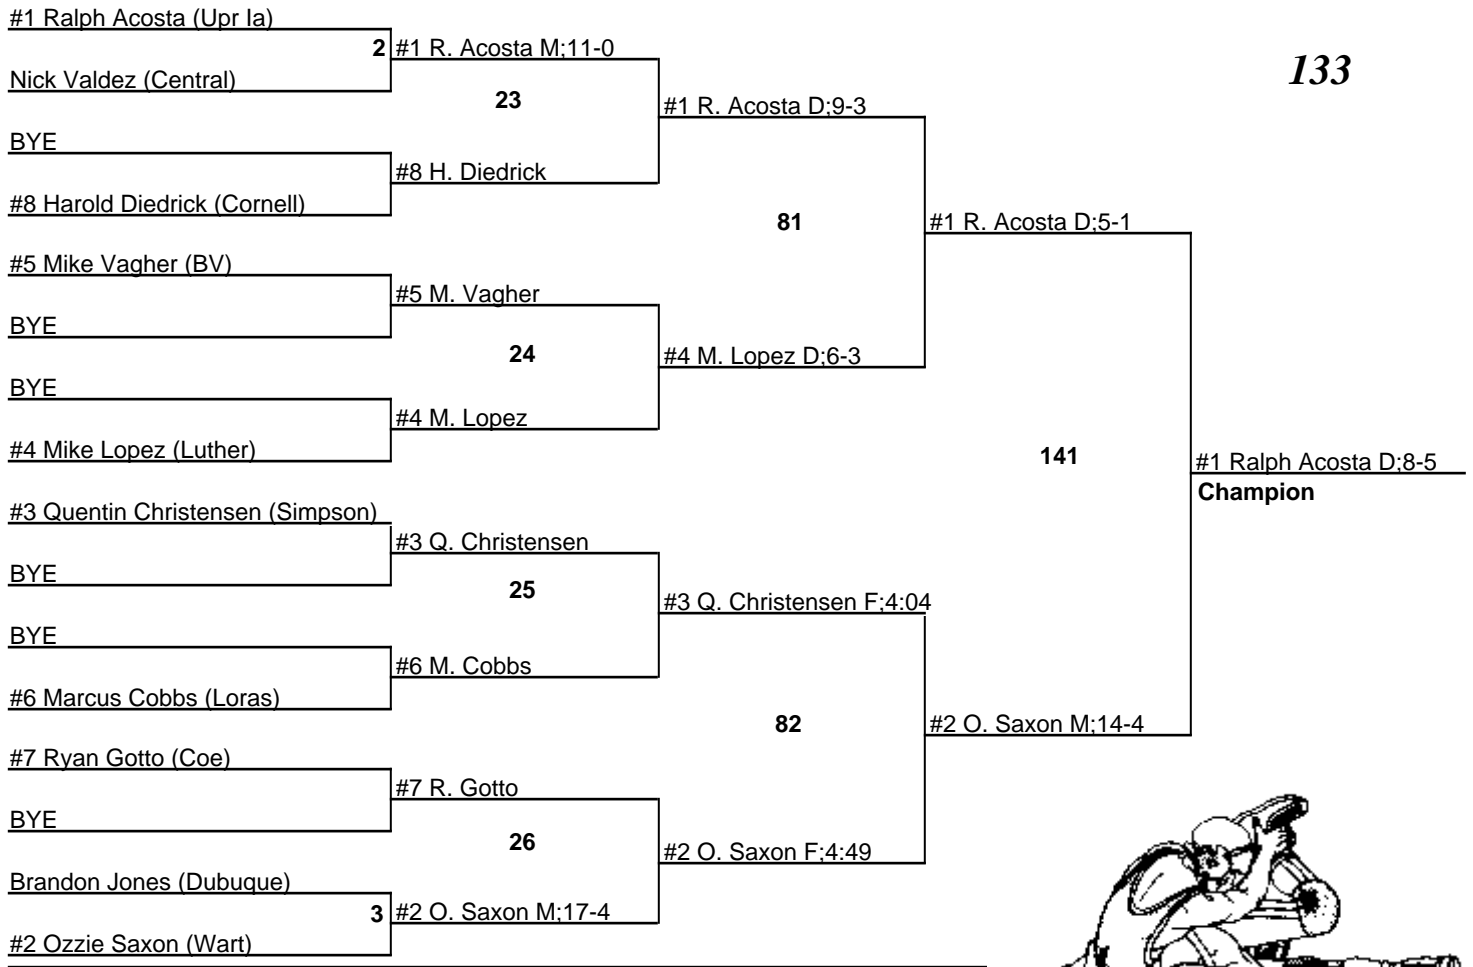 #1 Ralph Acosta (Upr Ia)
2 #1 R. Acosta M;11-0
133
Nick Valdez (Central)
23
#1 R. Acosta D;9-3
BYE
#8 H. Diedrick
#8 Harold Diedrick (Cornell)
81
#1 R. Acosta D;5-1
#5 Mike Vagher (BV)
#5 M. Vagher
BYE
24
#4 M. Lopez D;6-3
BYE
#4 M. Lopez
#4 Mike Lopez (Luther)
141
#1 Ralph Acosta D;8-5
Champion
#3 Quentin Christensen (Simpson)
#3 Q. Christensen
BYE
25
#3 Q. Christensen F;4:04
BYE
#6 M. Cobbs
#6 Marcus Cobbs (Loras)
82
#2 O. Saxon M;14-4
#7 Ryan Gotto (Coe)
#7 R. Gotto
BYE
26
#2 O. Saxon F;4:49
Brandon Jones (Dubuque)
3 #2 O. Saxon M;17-4
#2 Ozzie Saxon (Wart)